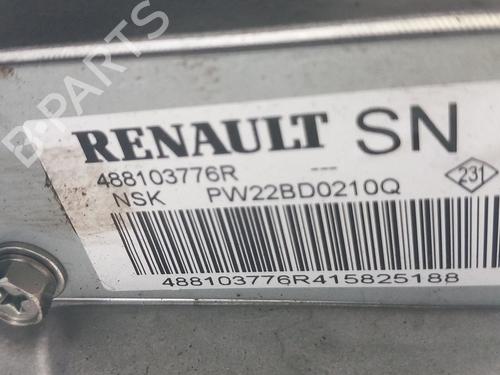 B-PARTS
RENAULT SN
488103776R ---
NSK PW22BD0210Q 231
488103776R415825188